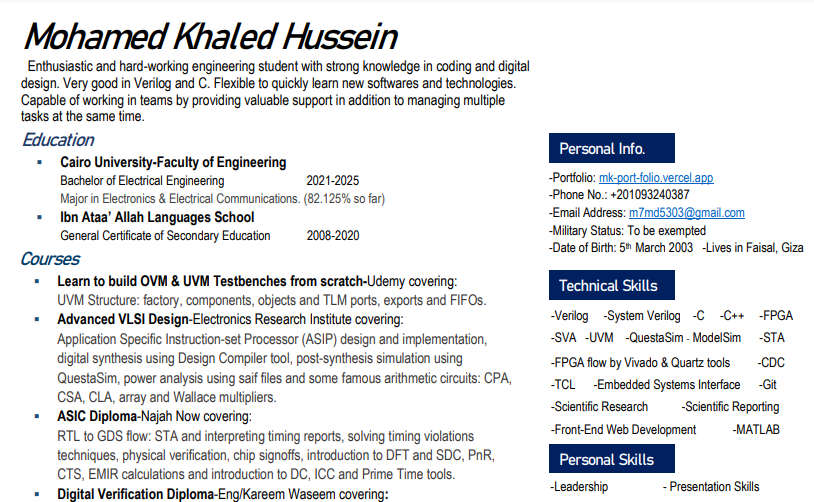 Mohamed Khaled Hussein
Enthusiastic and hard-working engineering student with strong knowledge in coding and digital
design. Very good in Verilog and C. Flexible to quickly learn new softwares and technologies.
Capable of working in teams by providing valuable support in addition to managing multiple
tasks at the same time.
Education
▪ Cairo University-Faculty of Engineering
Bachelor of Electrical Engineering 2021-2025
Major in Electronics & Electrical Communications. (82.125% so far)
▪ Ibn Ataa’ Allah Languages School
General Certificate of Secondary Education 2008-2020
Courses
▪ Learn to build OVM & UVM Testbenches from scratch-Udemy covering:
UVM Structure: factory, components, objects and TLM ports, exports and FIFOs.
▪ Advanced VLSI Design-Electronics Research Institute covering:
Application Specific Instruction-set Processor (ASIP) design and implementation,
digital synthesis using Design Compiler tool, post-synthesis simulation using
QuestaSim, power analysis using saif files and some famous arithmetic circuits: CPA,
CSA, CLA, array and Wallace multipliers.
▪ ASIC Diploma-Najah Now covering:
RTL to GDS flow: STA and interpreting timing reports, solving timing violations
techniques, physical verification, chip signoffs, introduction to DFT and SDC, PnR,
CTS, EMIR calculations and introduction to DC, ICC and Prime Time tools.
▪ Digital Verification Diploma-Eng/Kareem Waseem covering:
Personal Info.
-Portfolio: mk-port-folio.vercel.app
-Phone No.: +201093240387
-Email Address: m7md5303@gmail.com
-Military Status: To be exempted
-Date of Birth: 5th March 2003 -Lives in Faisal, Giza
Technical Skills
-Verilog -System Verilog -C -C++ -FPGA
-SVA -UVM -QuestaSim - ModelSim -STA
-FPGA flow by Vivado & Quartz tools -CDC
-TCL -Embedded Systems Interface -Git
-Scientific Research -Scientific Reporting
-Front-End Web Development -MATLAB
Personal Skills
-Leadership - Presentation Skills